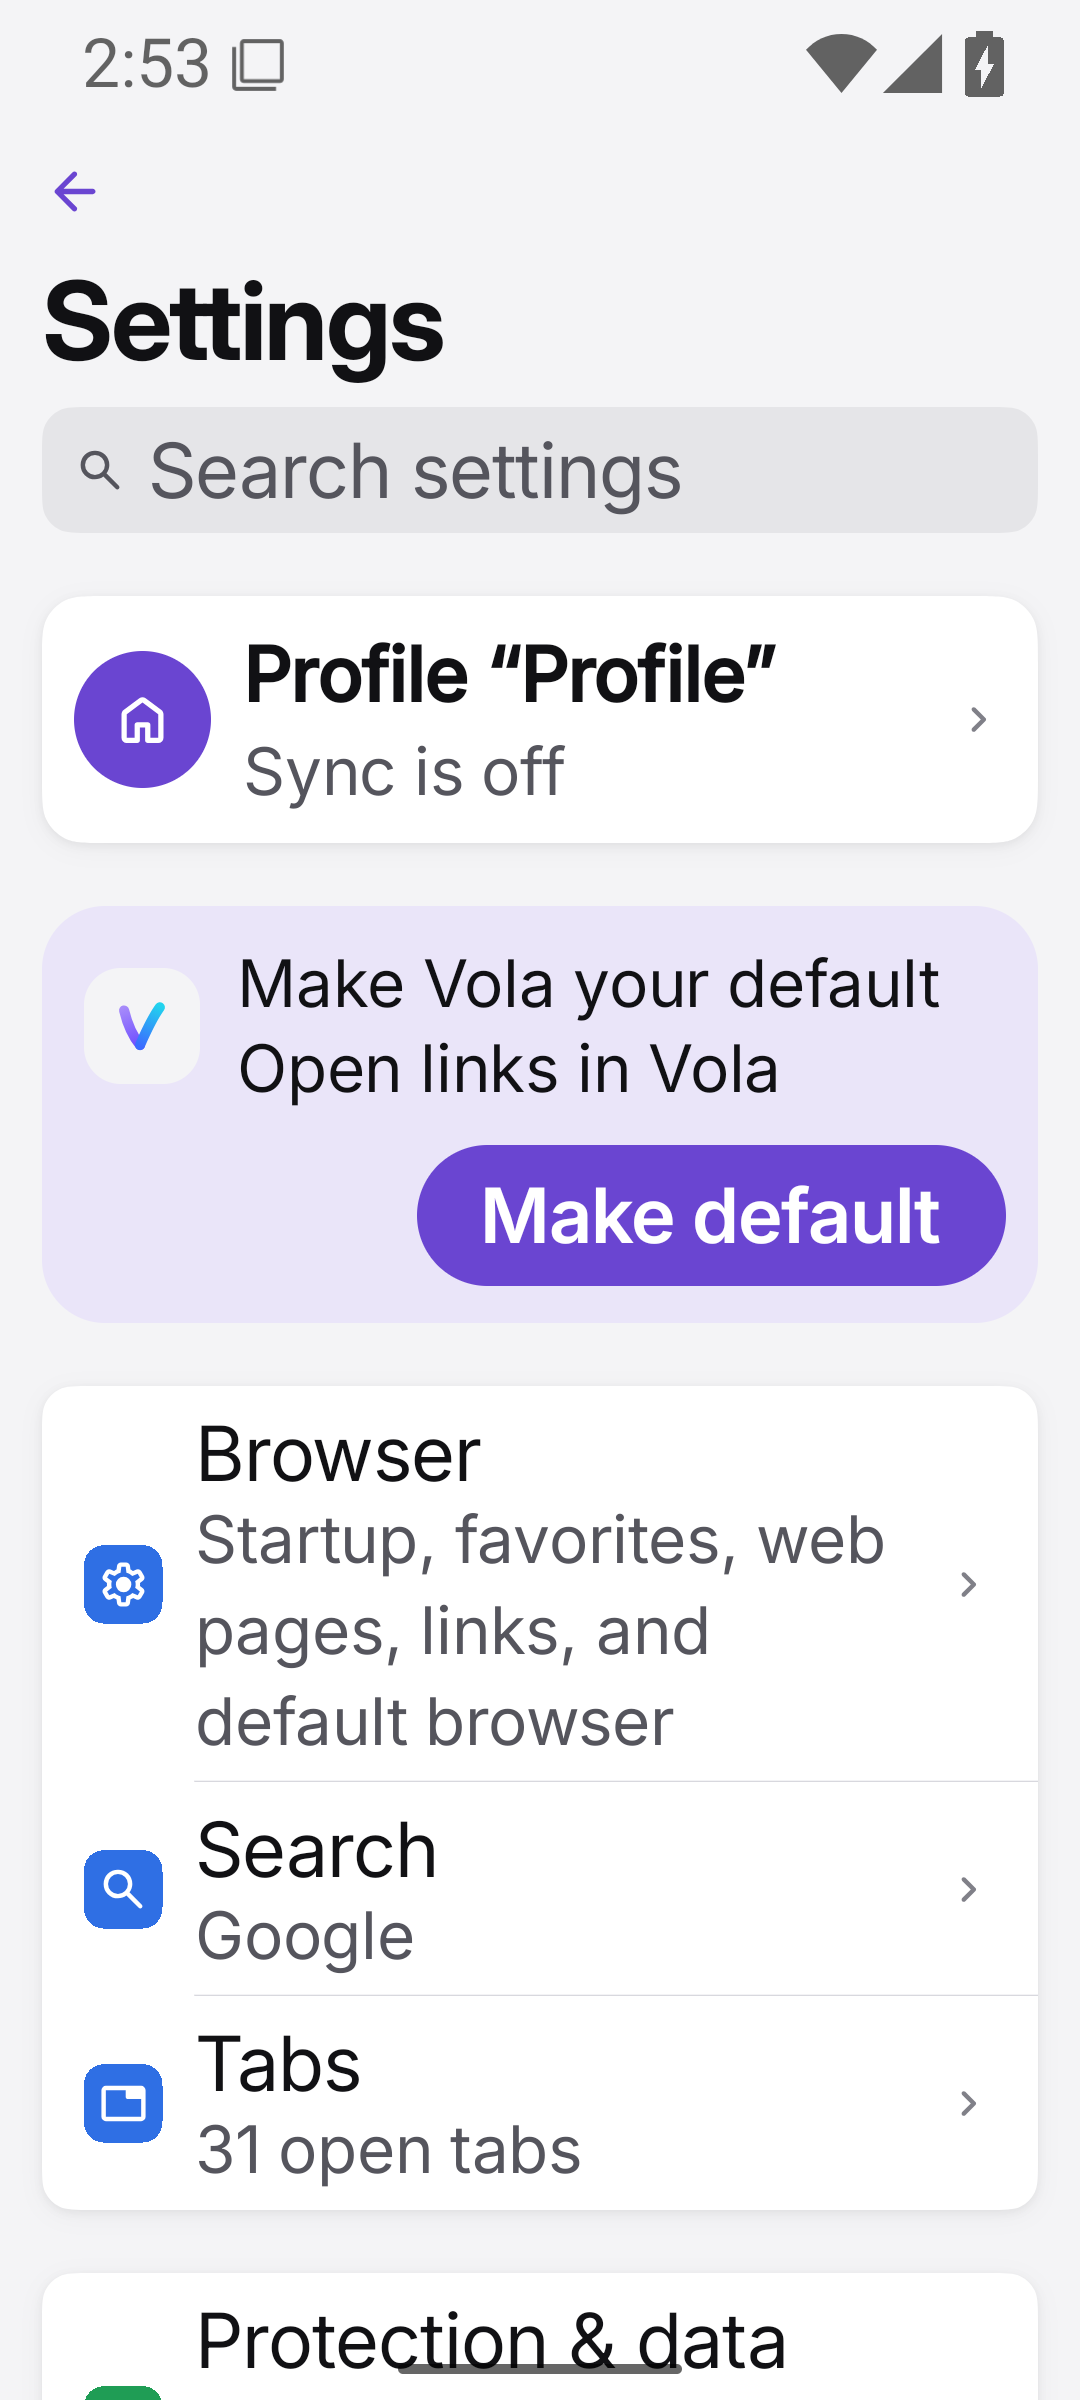 2:53
Settings
Search settings
Profile “Profile”
Sync is off
Make Vola your default
Open links in Vola
Make default
Browser
Startup, favorites, web
pages, links, and
default browser
Search
Google
Tabs
31 open tabs
Protection & data